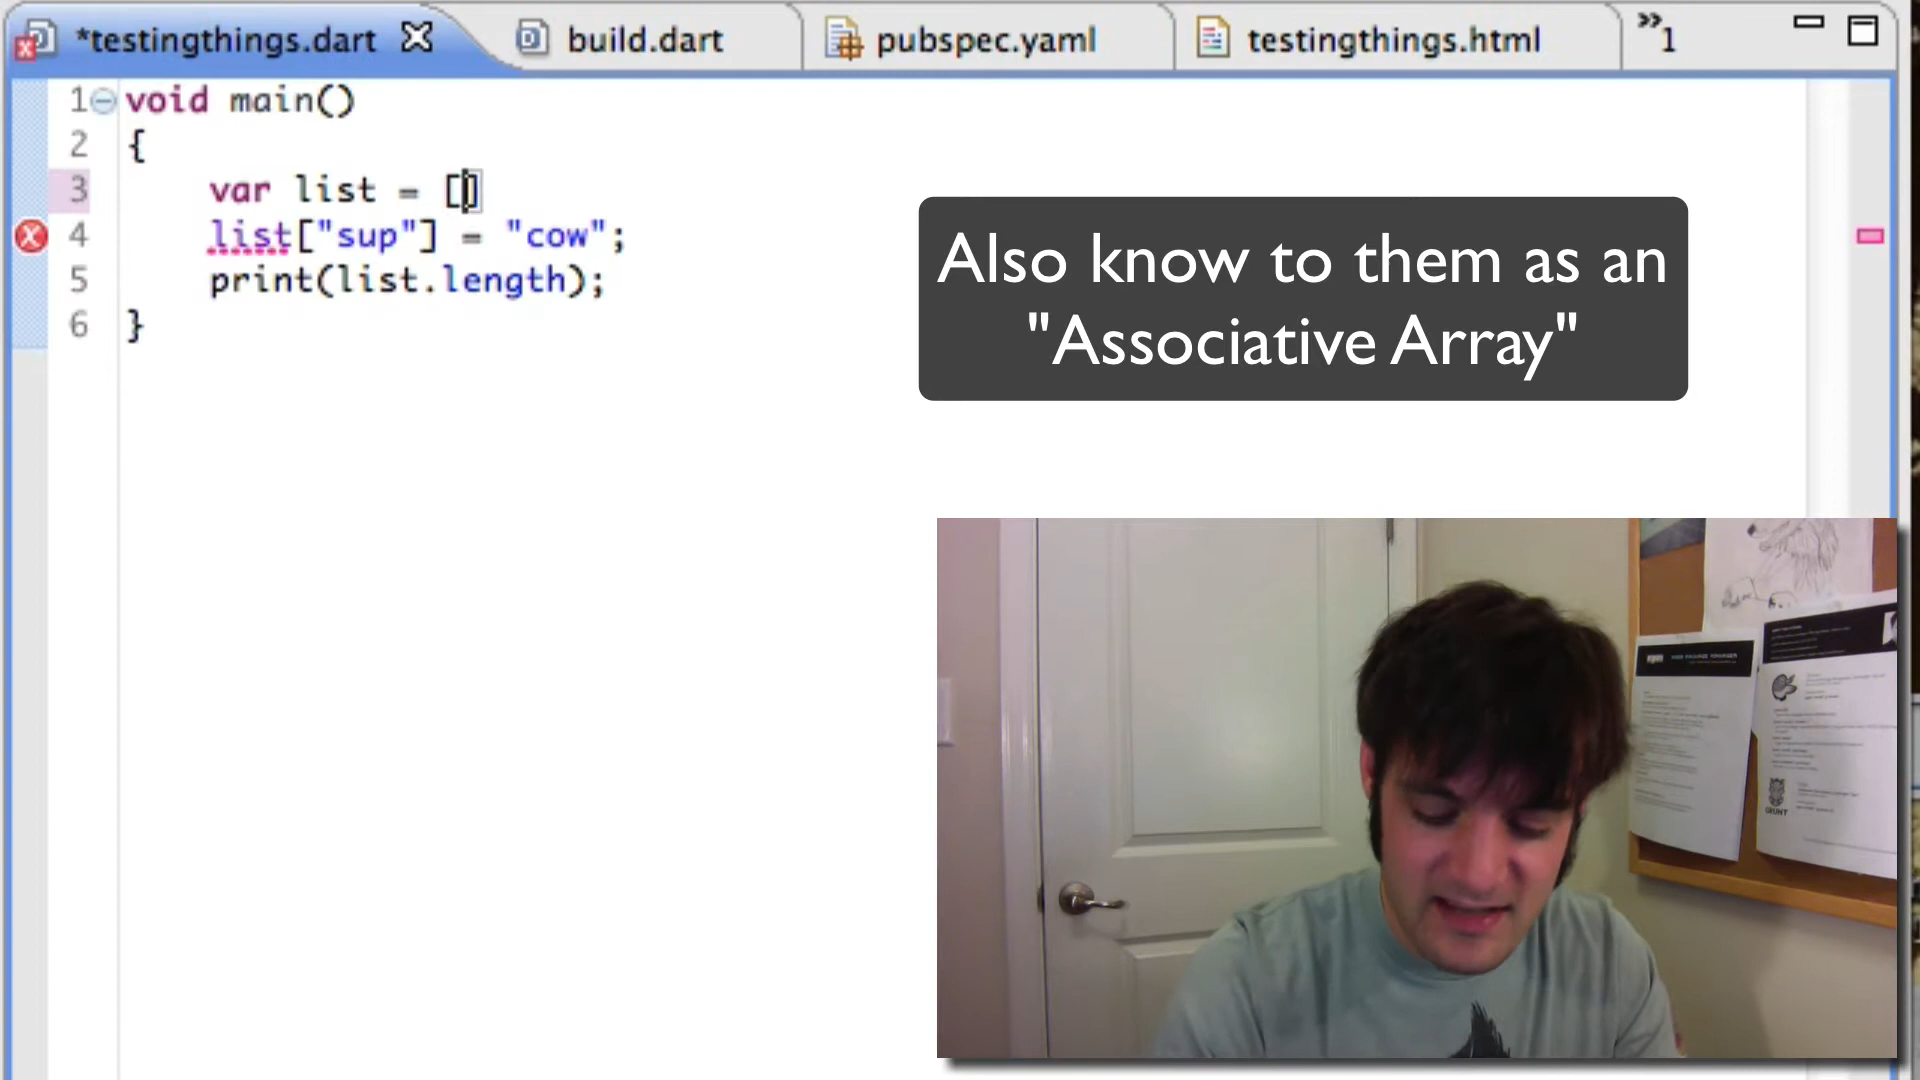 *testingthings.dart
build.dart
pubspec.yaml
testingthings.html
»1
1 void main()
2 {
3 var list = []
4 list["sup"] = "cow";
5 print(list.length);
6 }
Also know to them as an
"Associative Array"
GRUNT